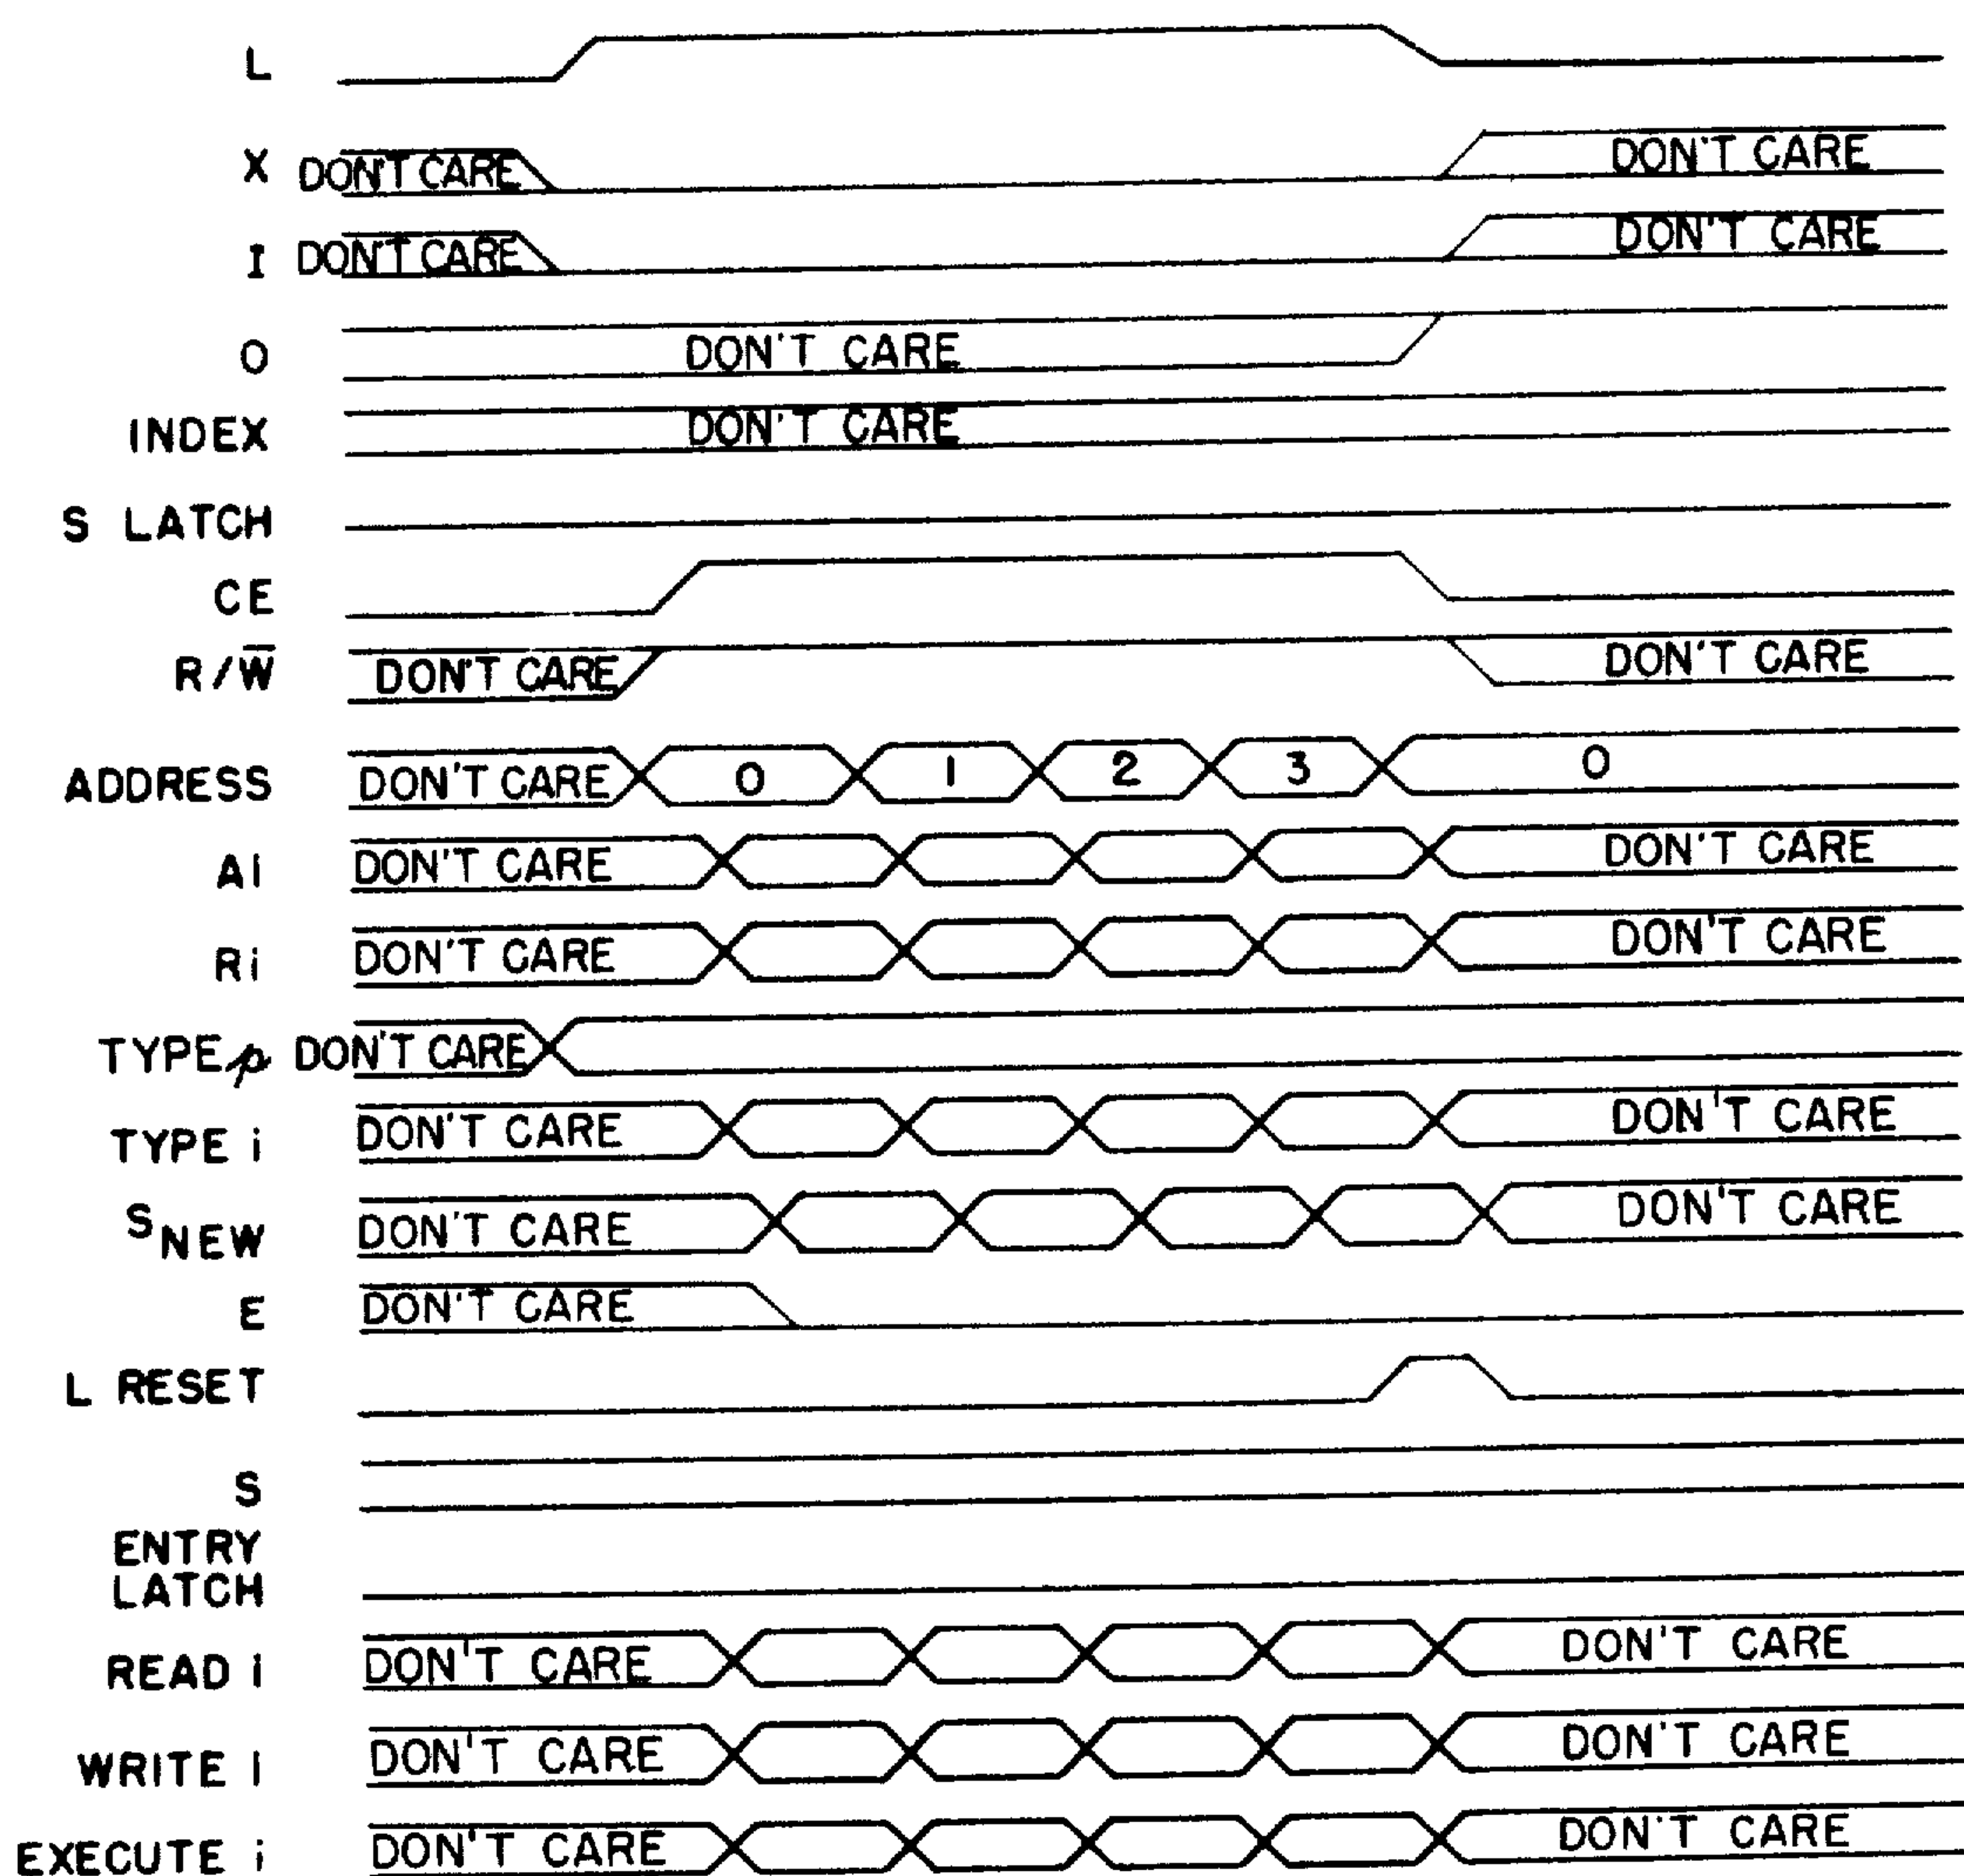 L
X DON'T CARE DON'T CARE
I DON'T CARE DON'T CARE
O DON'T CARE
INDEX DON'T CARE
S LATCH
CE
R/W̅ DON'T CARE DON'T CARE
ADDRESS DON'T CARE 0 1 2 3 0
AI DON'T CARE DON'T CARE
Ri DON'T CARE DON'T CARE
TYPE p DON'T CARE
TYPE i DON'T CARE DON'T CARE
S NEW DON'T CARE DON'T CARE
E DON'T CARE
L RESET
S
ENTRY
LATCH
READ i DON'T CARE DON'T CARE
WRITE I DON'T CARE DON'T CARE
EXECUTE i DON'T CARE DON'T CARE